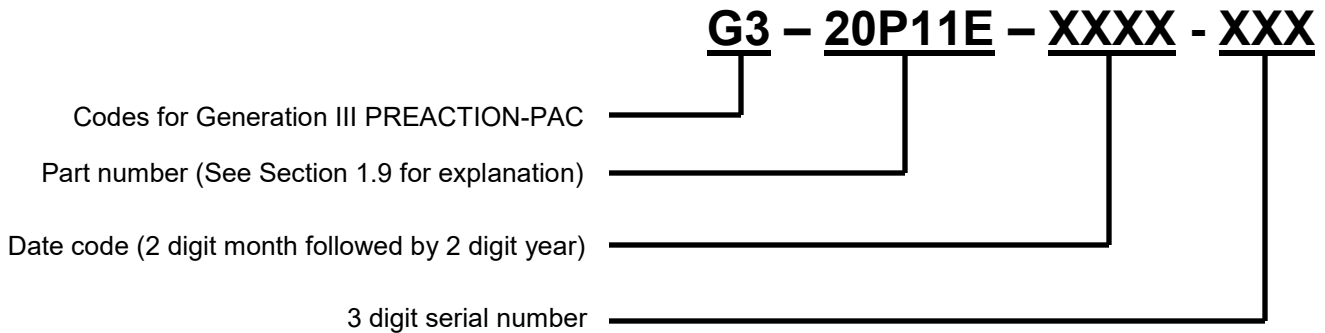 G3 – 20P11E – XXXX - XXX
Codes for Generation III PREACTION-PAC
Part number (See Section 1.9 for explanation)
Date code (2 digit month followed by 2 digit year)
3 digit serial number